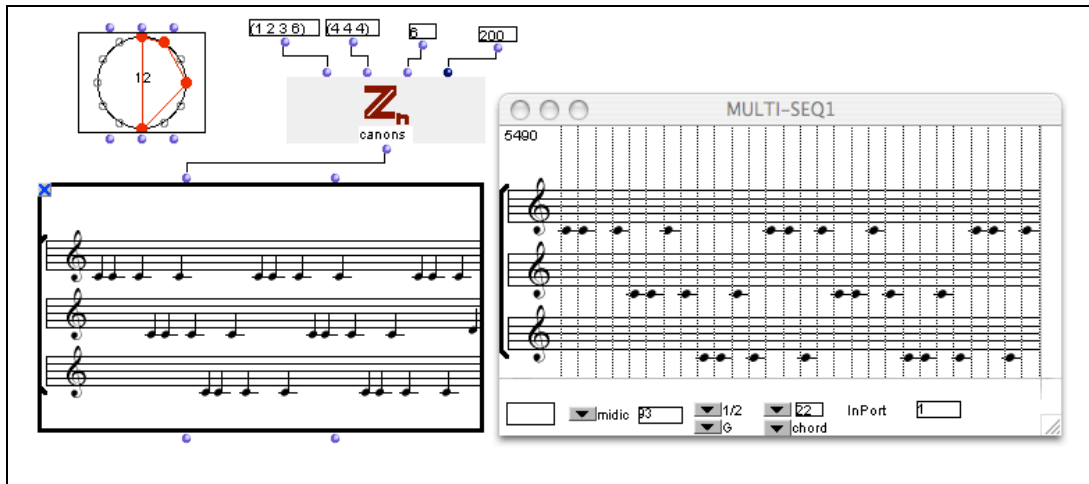 (1 2 3 6)
(4 4 4)
6
200
12
Zn
canons
MULTI-SEQ1
5490
midic 93
1/2
22
InPort
1
G
chord